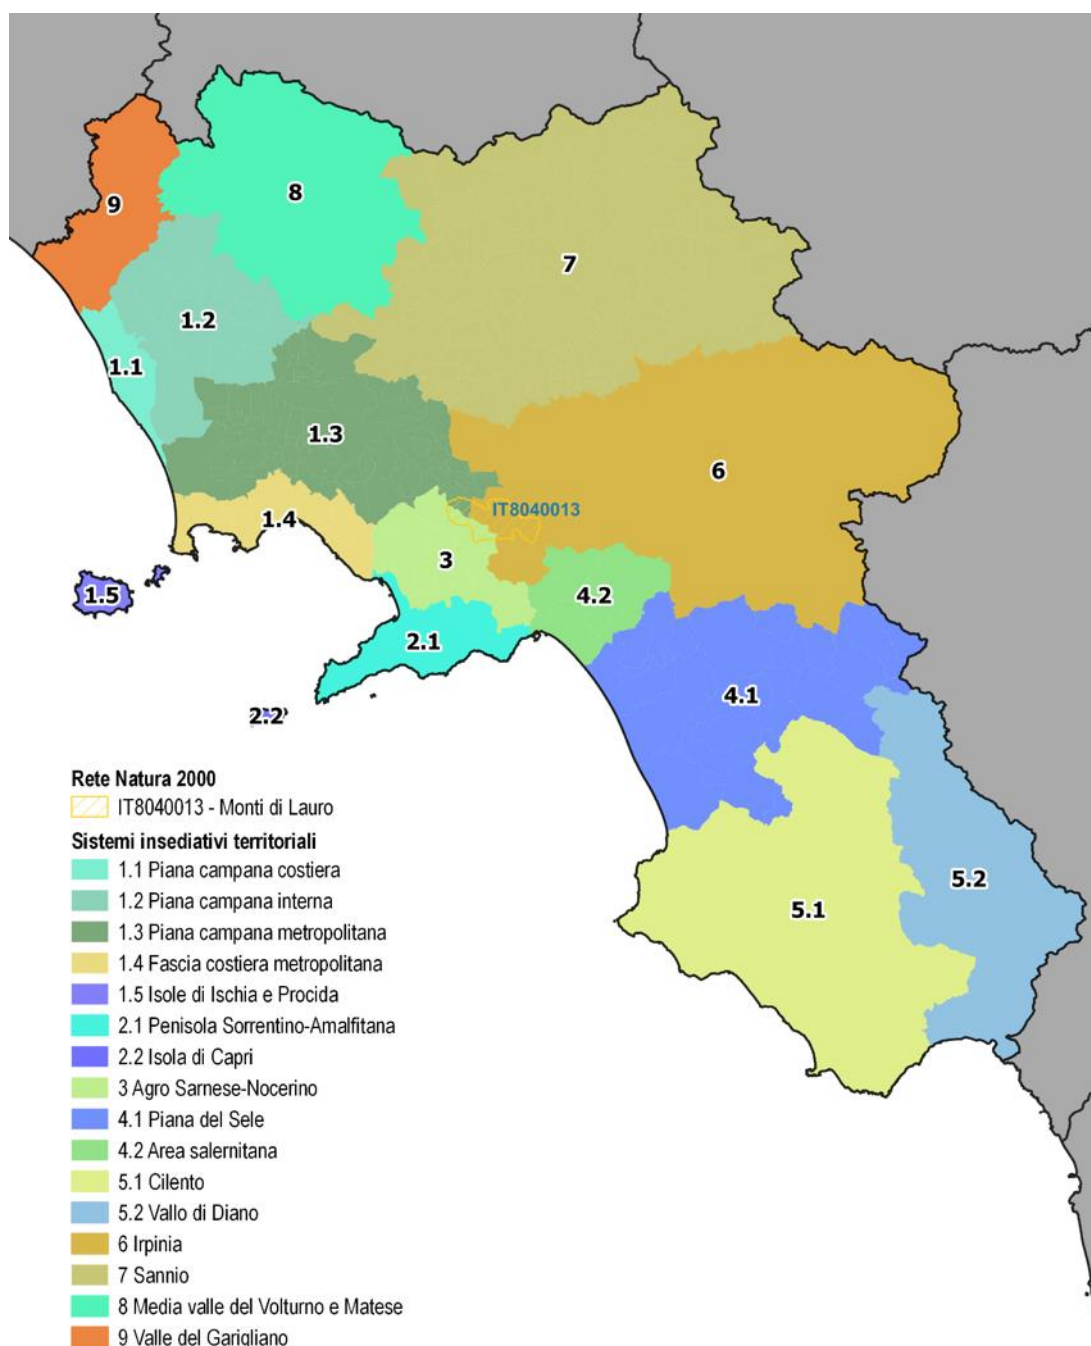 9
8
7
1.2
1.1
1.3
6
IT8040013
1.4
3
1.5
4.2
2.1
4.1
2.2
5.2
5.1
Rete Natura 2000
IT8040013 - Monti di Lauro
Sistemi insediativi territoriali
1.1 Piana campana costiera
1.2 Piana campana interna
1.3 Piana campana metropolitana
1.4 Fascia costiera metropolitana
1.5 Isole di Ischia e Procida
2.1 Penisola Sorrentino-Amalfitana
2.2 Isola di Capri
3 Agro Sarnese-Nocerino
4.1 Piana del Sele
4.2 Area salernitana
5.1 Cilento
5.2 Vallo di Diano
6 Irpinia
7 Sannio
8 Media valle del Volturno e Matese
9 Valle del Garigliano